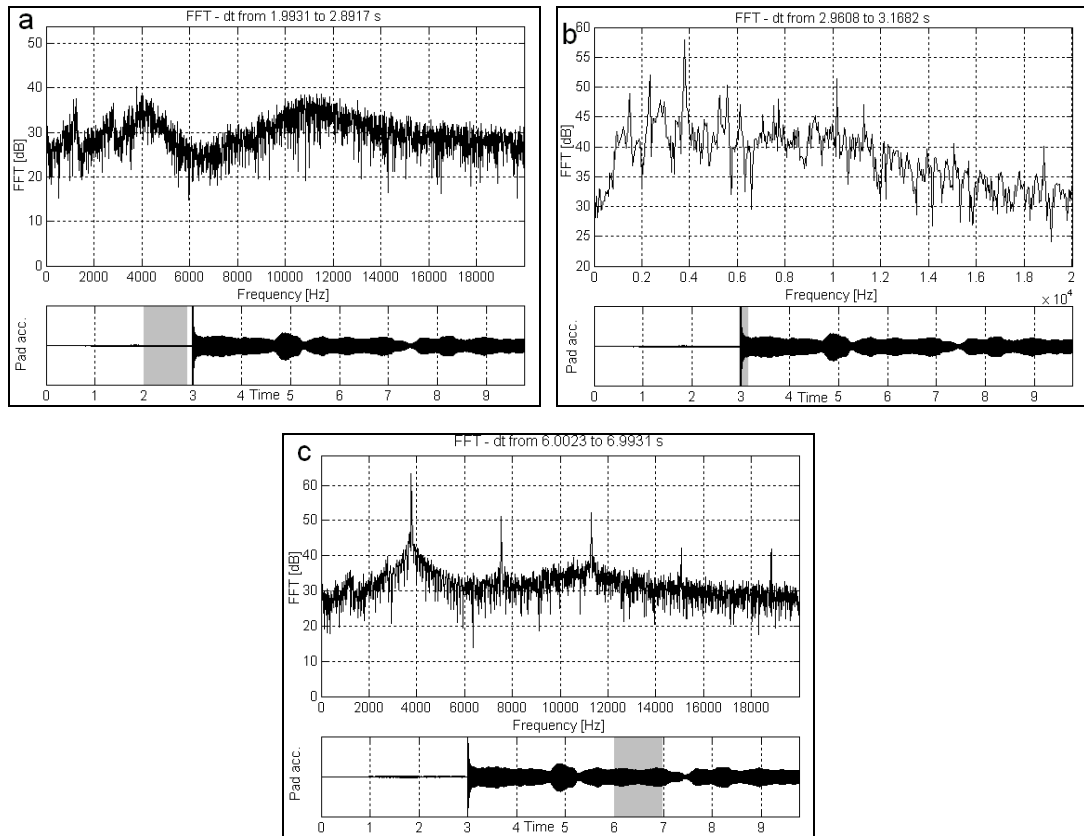 a
FFT - dt from 1.9931 to 2.8917 s
FFT [dB]
50
40
30
20
10
0
0 2000 4000 6000 8000 10000 12000 14000 16000 18000
Frequency [Hz]
Pad acc.
0 1 2 3 4 Time 5 6 7 8 9
b
FFT - dt from 2.9608 to 3.1682 s
FFT [dB]
60
55
50
45
40
35
30
25
20
0 0.2 0.4 0.6 0.8 1 1.2 1.4 1.6 1.8 20
Frequency [Hz]
× 10^4
Pad acc.
0 1 2 3 4 Time 5 6 7 8 9
c
FFT - dt from 6.0023 to 6.9931 s
FFT [dB]
60
50
40
30
20
10
0
0 2000 4000 6000 8000 10000 12000 14000 16000 18000
Frequency [Hz]
Pad acc.
0 1 2 3 4 Time 5 6 7 8 9